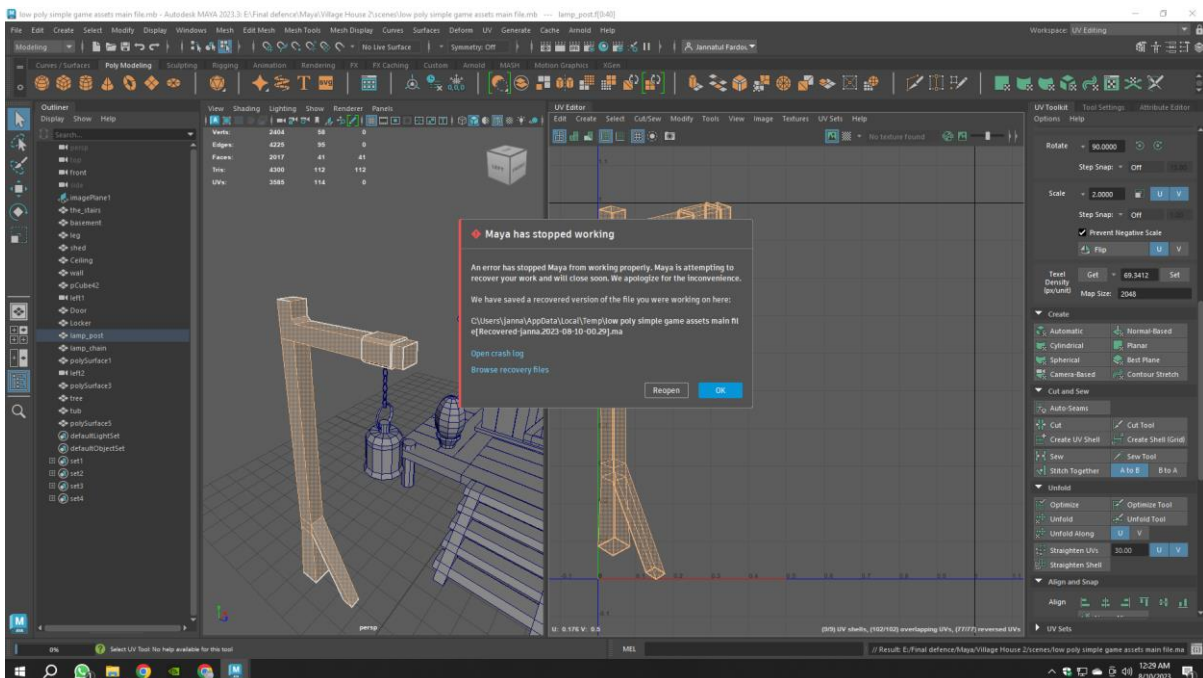 low poly simple game assets main file.mb - Autodesk MAYA 2023.3: E:\Final defence\Maya\Village House 2\scenes\low poly simple game assets main file.mb --- lamp_post.f[0:40]
File Edit Create Select Modify Display Windows Mesh Edit Mesh Mesh Tools Mesh Display Curves Surfaces Deform UV Generate Cache Arnold Help
Workspace: UV Editing
Modeling
No Live Surface
Symmetry: Off
Jannatul Fardos
Curves / Surfaces Poly Modeling Sculpting Rigging Animation Rendering FX FX Caching Custom Arnold MASH Motion Graphics XGen
Outliner
Display Show Help
Search...
persp
top
front
side
imagePlane1
the_stairs
basement
leg
shed
Ceiling
wall
pCube42
left1
Door
Locker
lamp_post
lamp_chain
polySurface1
left2
polySurface3
tree
tub
polySurface5
defaultLightSet
defaultObjectSet
set1
set2
set3
set4
View Shading Lighting Show Renderer Panels
Verts: 2404 58 0
Edges: 4225 95 0
Faces: 2017 41 41
Tris: 4300 112 112
UVs: 3585 114 0
persp
UV Editor
Edit Create Select Cut/Sew Modify Tools View Image Textures UV Sets Help
No texture found
Maya has stopped working
An error has stopped Maya from working properly. Maya is attempting to
recover your work and will close soon. We apologize for the inconvenience.
We have saved a recovered version of the file you were working on here:
C:\Users\janna\AppData\Local\Temp\low poly simple game assets main fil
e[Recovered-janna.2023-08-10-00.29].ma
Open crash log
Browse recovery files
Reopen OK
U: 0.176 V: 0.5
(0/9) UV shells, (102/102) overlapping UVs, (77/77) reversed UVs
UV Toolkit Tool Settings Attribute Editor
Options Help
Rotate 90.0000
Step Snap: Off
Scale 2.0000 U V
Step Snap: Off
Prevent Negative Scale
Flip U V
Texel
Density
(px/unit)
Get 69.3412 Set
Map Size: 2048
Create
Automatic Normal-Based
Cylindrical Planar
Spherical Best Plane
Camera-Based Contour Stretch
Cut and Sew
Auto-Seams
Cut Cut Tool
Create UV Shell Create Shell (Grid)
Sew Sew Tool
Stitch Together A to B B to A
Unfold
Optimize Optimize Tool
Unfold Unfold Tool
Unfold Along U V
Straighten UVs 30.00 U V
Straighten Shell
Align and Snap
Align
UV Sets
0%
Select UV Tool: No help available for this tool
MEL
// Result: E:/Final defence/Maya/Village House 2/scenes/low poly simple game assets main file.ma
12:29 AM
8/10/2023